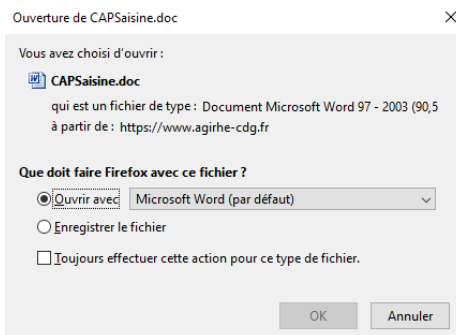 Ouverture de CAPSaisine.doc
Vous avez choisi d'ouvrir :
CAPSaisine.doc
qui est un fichier de type : Document Microsoft Word 97 - 2003 (90,5
à partir de : https://www.agirhe-cdg.fr
Que doit faire Firefox avec ce fichier ?
Ouvrir avec Microsoft Word (par défaut)
Enregistrer le fichier
Toujours effectuer cette action pour ce type de fichier.
OK Annuler